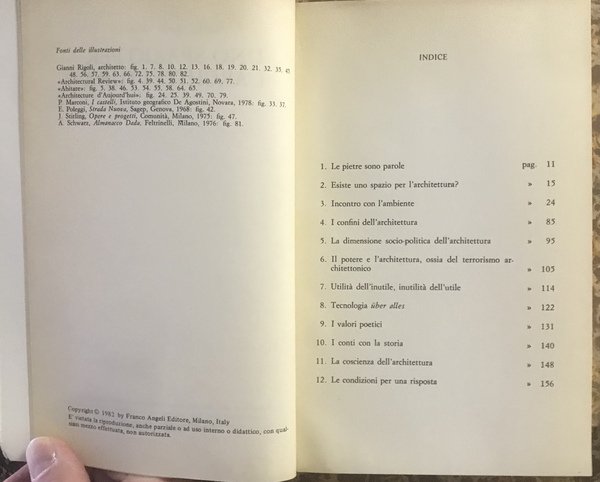 Fonti delle illustrazioni
Gianni Rigoli, architetto: fig. 1, 7, 8, 10, 12, 13, 16, 18, 19, 20, 21, 32, 35, 45
48, 56, 57, 59, 63, 66, 72, 75, 78, 80, 82.
«Architectural Review»: fig. 4, 39, 44, 50, 51, 52, 60, 69, 77.
«Abitare»: fig. 5, 38, 46, 53, 54, 55, 58, 64, 65.
«Architecture d'Aujourd'hui»: fig. 24, 25, 39, 49, 70, 79.
P. Marconi, I castelli, Istituto geografico De Agostini, Novara, 1978: fig. 33, 37.
E. Poleggi, Strada Nuova, Sagep, Genova, 1968: fig. 42.
J. Stirling, Opere e progetti, Comunità, Milano, 1975: fig. 47.
A. Schwarz, Almanacco Dada, Feltrinelli, Milano, 1976: fig. 81.
Copyright © 1982 by Franco Angeli Editore, Milano, Italy
E' vietata la riproduzione, anche parziale o ad uso interno o didattico, con qual-
siasi mezzo effettuata, non autorizzata.
INDICE
1. Le pietre sono parole pag. 11
2. Esiste uno spazio per l'architettura? » 15
3. Incontro con l'ambiente » 24
4. I confini dell'architettura » 85
5. La dimensione socio-politica dell'architettura » 95
6. Il potere e l'architettura, ossia del terrorismo ar-
chitettonico » 105
7. Utilità dell'inutile, inutilità dell'utile » 114
8. Tecnologia über alles » 122
9. I valori poetici » 131
10. I conti con la storia » 140
11. La coscienza dell'architettura » 148
12. Le condizioni per una risposta » 156